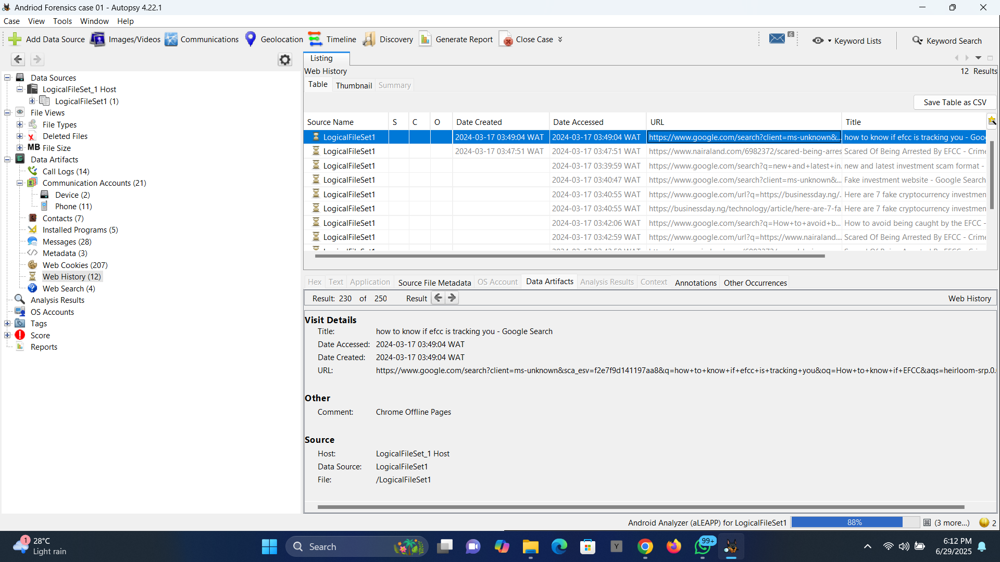 Andriod Forensics case 01 - Autopsy 4.22.1
Case View Tools Window Help
Add Data Source Images/Videos Communications Geolocation Timeline Discovery Generate Report Close Case 6 Keyword Lists Keyword Search
Listing
Web History 12 Results
Table Thumbnail Summary
Save Table as CSV
Data Sources
LogicalFileSet_1 Host
LogicalFileSet1 (1)
File Views
File Types
Deleted Files
MB File Size
Data Artifacts
Call Logs (14)
Communication Accounts (21)
Device (2)
Phone (11)
Contacts (7)
Installed Programs (5)
Messages (28)
Metadata (3)
Web Cookies (207)
Web History (12)
Web Search (4)
Analysis Results
OS Accounts
Tags
Score
Reports
Source Name S C O Date Created Date Accessed URL Title
LogicalFileSet1 2024-03-17 03:49:04 WAT 2024-03-17 03:49:04 WAT https://www.google.com/search?client=ms-unknown&... how to know if efcc is tracking you - Goo
LogicalFileSet1 2024-03-17 03:47:51 WAT 2024-03-17 03:47:51 WAT https://www.nairaland.com/6982372/scared-being-arres Scared Of Being Arrested By EFCC - Crime
LogicalFileSet1 2024-03-17 03:39:59 WAT https://www.google.com/search?q=new+and+latest+in. new and latest investment scam format -
LogicalFileSet1 2024-03-17 03:40:47 WAT https://www.google.com/search?client=ms-unknown&... Fake investment website - Google Search
LogicalFileSet1 2024-03-17 03:40:55 WAT https://www.google.com/url?q=https://businessday.ng/. Here are 7 fake cryptocurrency investmen
LogicalFileSet1 2024-03-17 03:40:55 WAT https://businessday.ng/technology/article/here-are-7-fa Here are 7 fake cryptocurrency investmen
LogicalFileSet1 2024-03-17 03:42:06 WAT https://www.google.com/search?q=How+to+avoid+b... How to avoid being caught by the EFCC -
LogicalFileSet1 2024-03-17 03:42:59 WAT https://www.google.com/url?q=https://www.nairaland.... Scared Of Being Arrested By EFCC - Crime
Hex Text Application Source File Metadata OS Account Data Artifacts Analysis Results Context Annotations Other Occurrences
Result: 230 of 250 Result Web History
Visit Details
Title: how to know if efcc is tracking you - Google Search
Date Accessed: 2024-03-17 03:49:04 WAT
Date Created: 2024-03-17 03:49:04 WAT
URL: https://www.google.com/search?client=ms-unknown&sca_esv=f2e7f9d141197aa8&q=how+to+know+if+efcc+is+tracking+you&oq=How+to+know+if+EFCC&aqs=heirloom-srp.0.
Other
Comment: Chrome Offline Pages
Source
Host: LogicalFileSet_1 Host
Data Source: LogicalFileSet1
File: /LogicalFileSet1
Android Analyzer (aLEAPP) for LogicalFileSet1 88% (3 more...) 2
1 28°C
Light rain
Search
Y
99+
6:12 PM
6/29/2025